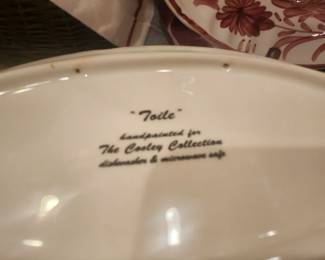 "Toile"
handpainted for
The Cooley Collection
dishwasher & microwave safe